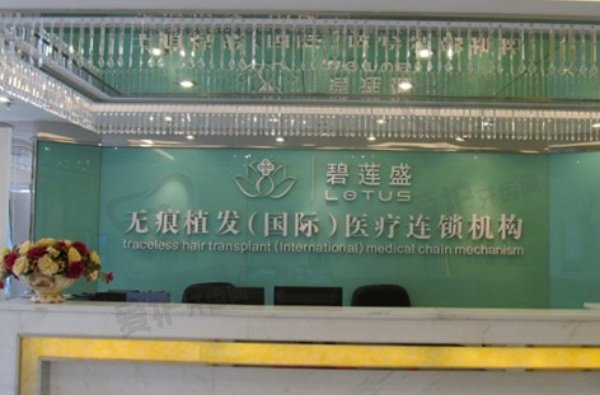 碧莲盛
LOTUS
无痕植发(国际)医疗连锁机构
traceless hair transplant (International) medical chain mechanism